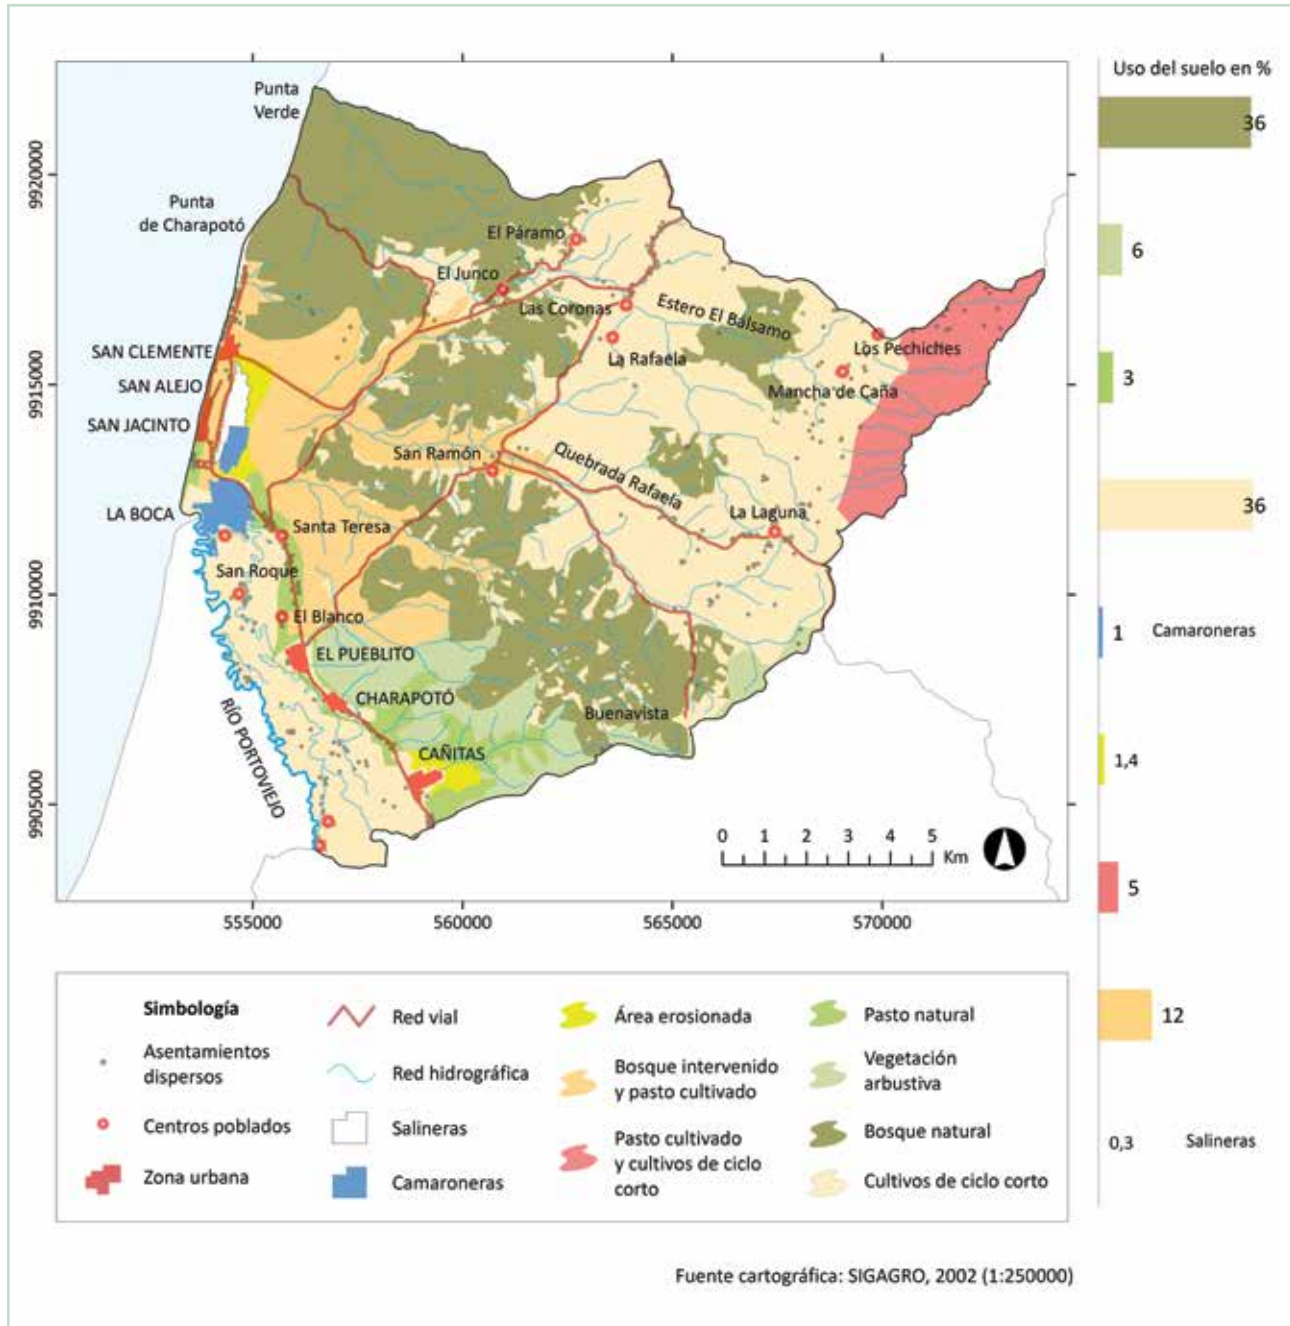 Punta
Verde
Punta
de Charapotó
El Páramo
El Junco
Las Coronas
Estero El Bálsamo
La Rafaela
Los Pechiches
Mancha de Caña
SAN CLEMENTE
SAN ALEJO
SAN JACINTO
San Ramón
Quebrada Rafaela
LA BOCA
Santa Teresa
La Laguna
San Roque
El Blanco
EL PUEBLITO
CHARAPOTÓ
Buenavista
RÍO PORTOVIEJO
CAÑITAS
0 1 2 3 4 5
Km
9920000
9915000
9910000
9905000
555000
560000
565000
570000
Uso del suelo en %
36
6
3
36
1 Camaroneras
1,4
5
12
0,3 Salineras
Simbología
Asentamientos
dispersos
Centros poblados
Zona urbana
Red vial
Red hidrográfica
Salineras
Camaroneras
Área erosionada
Bosque intervenido
y pasto cultivado
Pasto cultivado
y cultivos de ciclo
corto
Pasto natural
Vegetación
arbustiva
Bosque natural
Cultivos de ciclo corto
Fuente cartográfica: SIGAGRO, 2002 (1:250000)